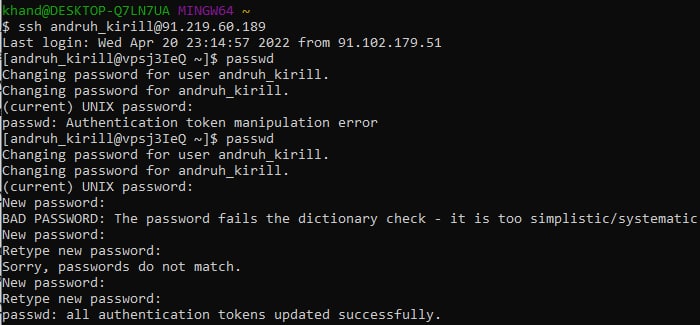 khand@DESKTOP-Q7LN7UA MINGW64 ~
$ ssh andruh_kirill@91.219.60.189
Last login: Wed Apr 20 23:14:57 2022 from 91.102.179.51
[andruh_kirill@vpsj3IeQ ~]$ passwd
Changing password for user andruh_kirill.
Changing password for andruh_kirill.
(current) UNIX password:
passwd: Authentication token manipulation error
[andruh_kirill@vpsj3IeQ ~]$ passwd
Changing password for user andruh_kirill.
Changing password for andruh_kirill.
(current) UNIX password:
New password:
BAD PASSWORD: The password fails the dictionary check - it is too simplistic/systematic
New password:
Retype new password:
Sorry, passwords do not match.
New password:
Retype new password:
passwd: all authentication tokens updated successfully.